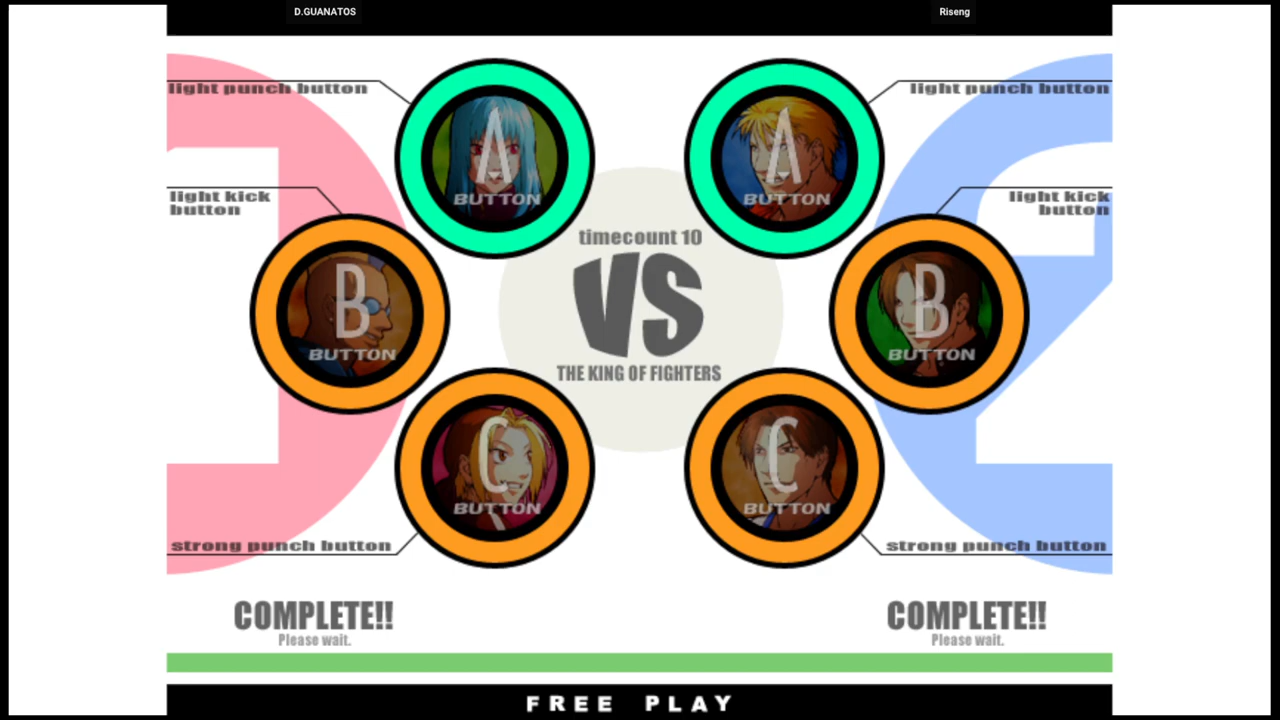 D.GUANATOS
Riseng
light punch button
light punch button
A
BUTTON
A
BUTTON
light kick
button
light kick
button
timecount 10
VS
THE KING OF FIGHTERS
B
BUTTON
B
BUTTON
C
BUTTON
C
BUTTON
strong punch button
strong punch button
COMPLETE!!
Please wait.
COMPLETE!!
Please wait.
FREE PLAY